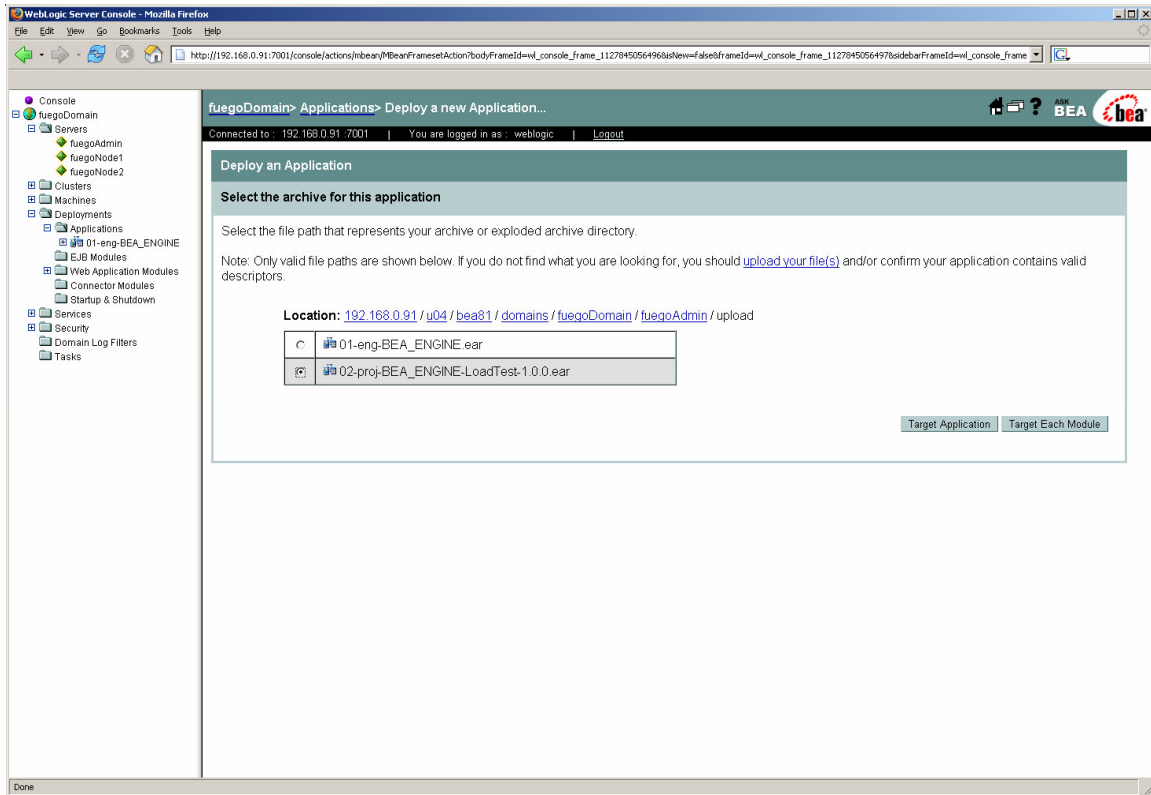 WebLogic Server Console - Mozilla Firefox
File Edit View Go Bookmarks Tools Help
http://192.168.0.91:7001/console/actions/mbean/MBeanFramesetAction?bodyFrameId=wl_console_frame_1127845056496&isNew=false&frameId=wl_console_frame_1127845056497&sidebarFrameId=wl_console_frame
Console
fuegoDomain
Servers
fuegoAdmin
fuegoNode1
fuegoNode2
Clusters
Machines
Deployments
Applications
01-eng-BEA_ENGINE
EJB Modules
Web Application Modules
Connector Modules
Startup & Shutdown
Services
Security
Domain Log Filters
Tasks
fuegoDomain> Applications> Deploy a new Application...
? ASK BEA bea
Connected to : 192.168.0.91 :7001 | You are logged in as : weblogic | Logout
Deploy an Application
Select the archive for this application
Select the file path that represents your archive or exploded archive directory.
Note: Only valid file paths are shown below. If you do not find what you are looking for, you should upload your file(s) and/or confirm your application contains valid
descriptors.
Location: 192.168.0.91 / u04 / bea81 / domains / fuegoDomain / fuegoAdmin / upload
01-eng-BEA_ENGINE.ear
02-proj-BEA_ENGINE-LoadTest-1.0.0.ear
Target Application Target Each Module
Done